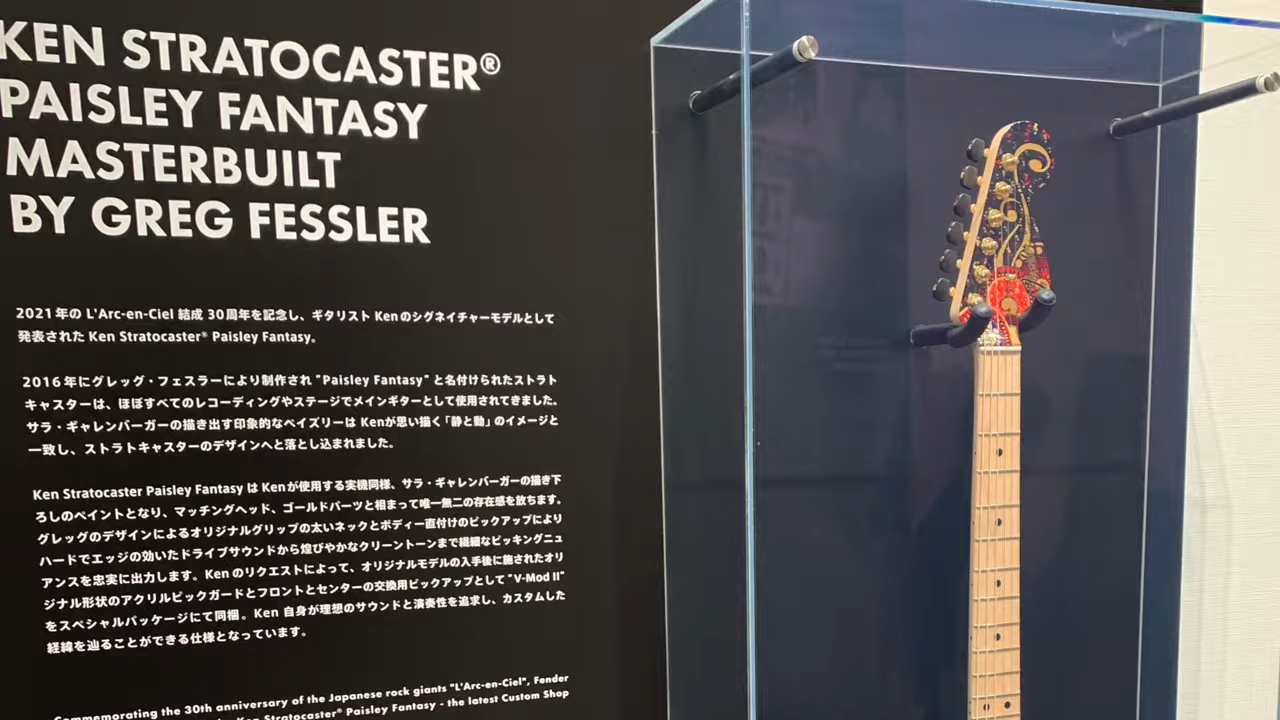 KEN STRATOCASTER®
PAISLEY FANTASY
MASTERBUILT
BY GREG FESSLER
2021年の L'Arc-en-Ciel 結成 30周年を記念し、ギタリスト Kenのシグネイチャーモデルとして
発表された Ken Stratocaster® Paisley Fantasy。
2016年にグレッグ・フェスラーにより制作され "Paisley Fantasy" と名付けられたストラト
キャスターは、ほぼすべてのレコーディングやステージでメインギターとして使用されてきました。
サラ・ギャレンバーガーの描き出す印象的なペイズリーは Kenが思い描く「静と動」のイメージと
一致し、ストラトキャスターのデザインへと落とし込まれました。
Ken Stratocaster Paisley Fantasy は Kenが使用する実機同様、サラ・ギャレンバーガーの描き下
ろしのペイントとなり、マッチングヘッド、ゴールドパーツと相まって唯一無二の存在感を放ちます。
グレッグのデザインによるオリジナルグリップの太いネックとボディー直付けのピックアップにより
ハードでエッジの効いたドライブサウンドから煌びやかなクリーントーンまで繊細なピッキングニュ
アンスを忠実に出力します。Ken のリクエストによって、オリジナルモデルの入手後に施されたオリ
ジナル形状のアクリルピックガードとフロントとセンターの交換用ピックアップとして "V-Mod II"
をスペシャルパッケージにて同梱。Ken 自身が理想のサウンドと演奏性を追求し、カスタムした
経緯を辿ることができる仕様となっています。
Commemorating the 30th anniversary of the Japanese rock giants "L'Arc-en-Ciel", Fender
Ken Stratocaster® Paisley Fantasy - the latest Custom Shop